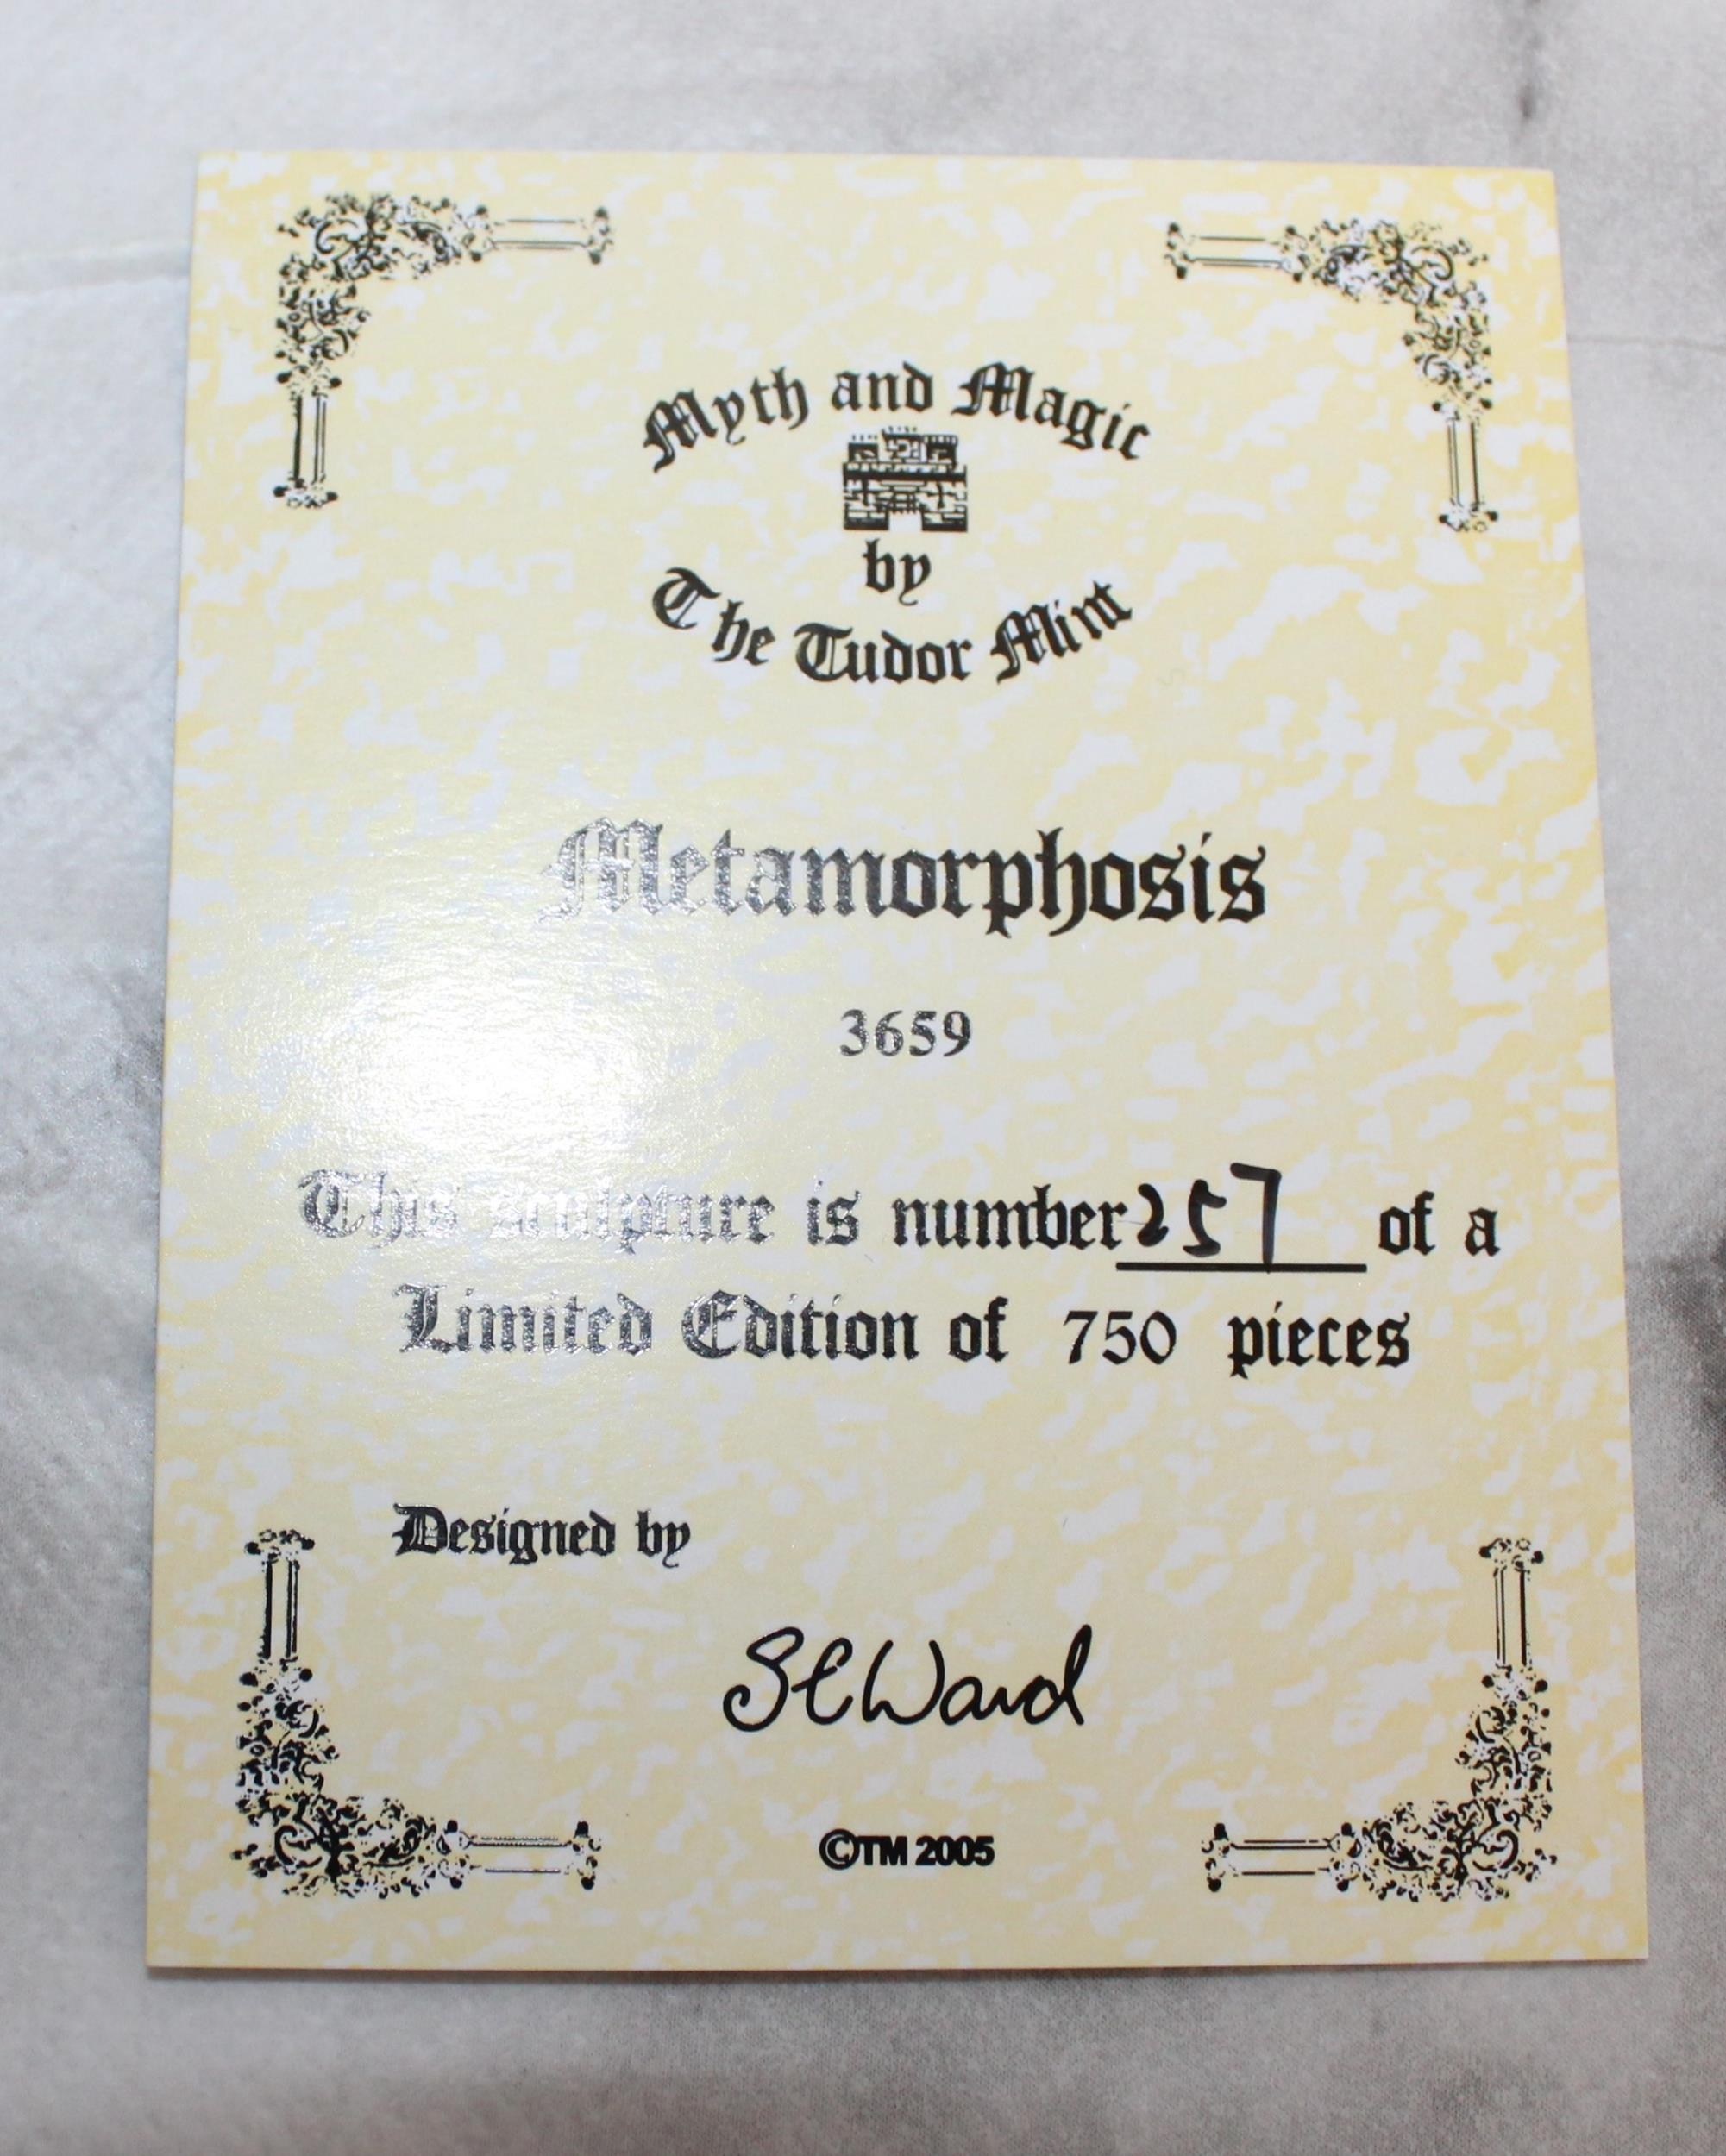 Myth and Magic
by
The Tudor Mint
Metamorphosis
3659
This sculpture is number 257 of a
Limited Edition of 750 pieces
Designed by
SCWard
©TM 2005